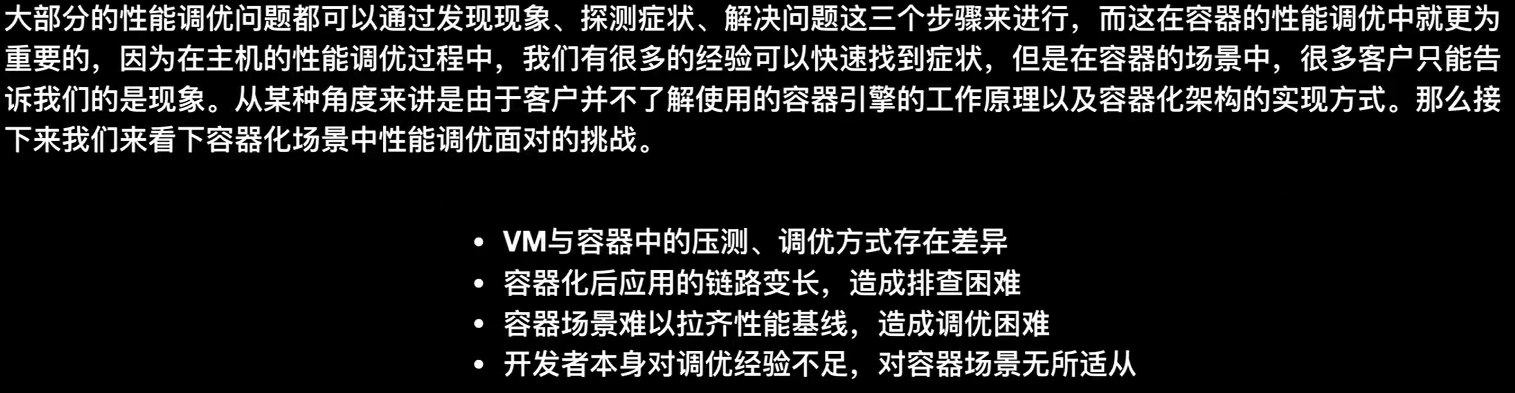 大部分的性能调优问题都可以通过发现现象、探测症状、解决问题这三个步骤来进行，而这在容器的性能调优中就更为
重要的，因为在主机的性能调优过程中，我们有很多的经验可以快速找到症状，但是在容器的场景中，很多客户只能告
诉我们的是现象。从某种角度来讲是由于客户并不了解使用的容器引擎的工作原理以及容器化架构的实现方式。那么接
下来我们来看下容器化场景中性能调优面对的挑战。
• VM与容器中的压测、调优方式存在差异
• 容器化后应用的链路变长，造成排查困难
• 容器场景难以拉齐性能基线，造成调优困难
• 开发者本身对调优经验不足，对容器场景无所适从